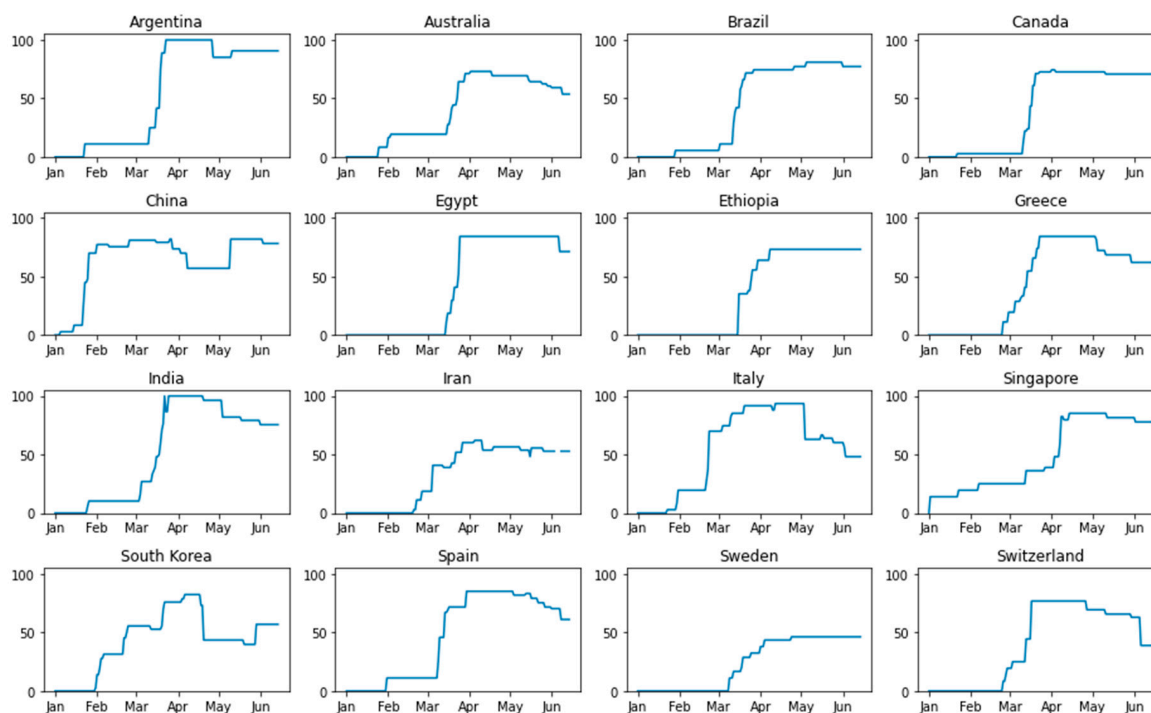 Argentina Australia Brazil Canada
100 100 100 100
50 50 50 50
0 0 0 0
Jan Feb Mar Apr May Jun Jan Feb Mar Apr May Jun Jan Feb Mar Apr May Jun Jan Feb Mar Apr May Jun
China Egypt Ethiopia Greece
100 100 100 100
50 50 50 50
0 0 0 0
Jan Feb Mar Apr May Jun Jan Feb Mar Apr May Jun Jan Feb Mar Apr May Jun Jan Feb Mar Apr May Jun
India Iran Italy Singapore
100 100 100 100
50 50 50 50
0 0 0 0
Jan Feb Mar Apr May Jun Jan Feb Mar Apr May Jun Jan Feb Mar Apr May Jun Jan Feb Mar Apr May Jun
South Korea Spain Sweden Switzerland
100 100 100 100
50 50 50 50
0 0 0 0
Jan Feb Mar Apr May Jun Jan Feb Mar Apr May Jun Jan Feb Mar Apr May Jun Jan Feb Mar Apr May Jun